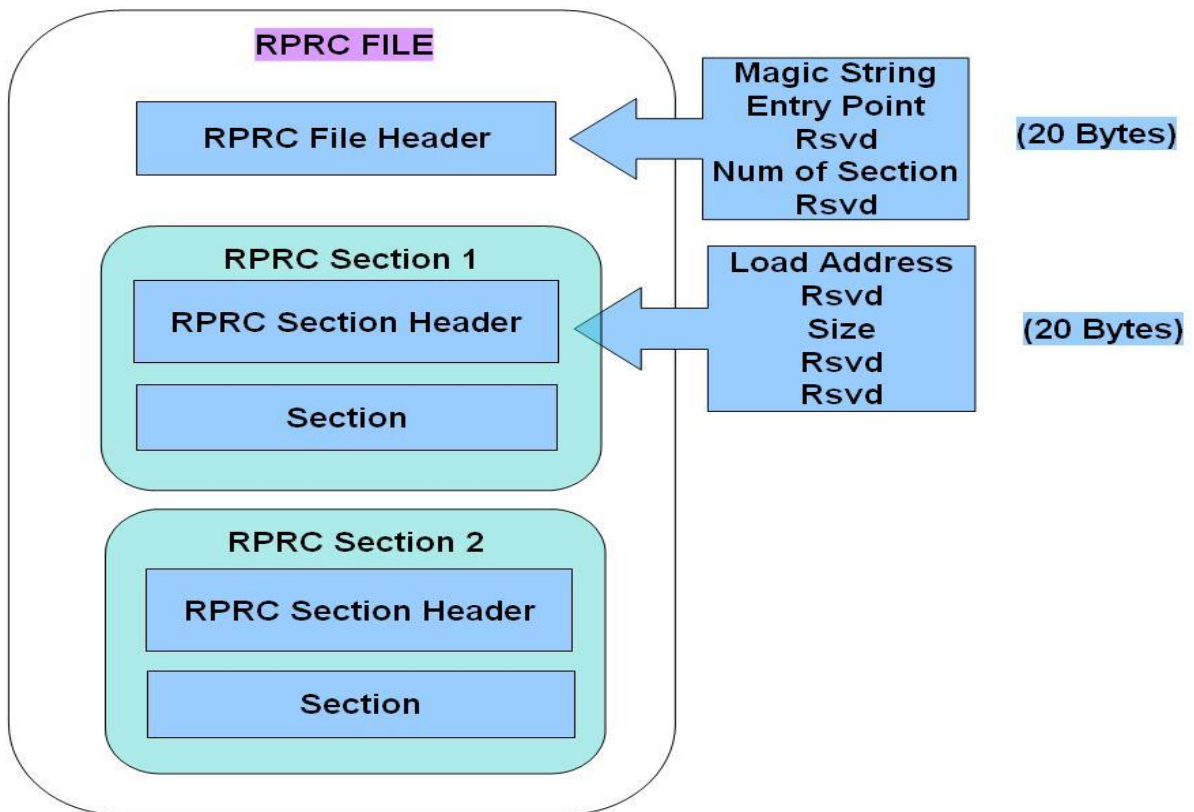 RPRC FILE
RPRC File Header
Magic String
Entry Point
Rsvd
Num of Section
Rsvd
(20 Bytes)
RPRC Section 1
RPRC Section Header
Section
Load Address
Rsvd
Size
Rsvd
Rsvd
(20 Bytes)
RPRC Section 2
RPRC Section Header
Section